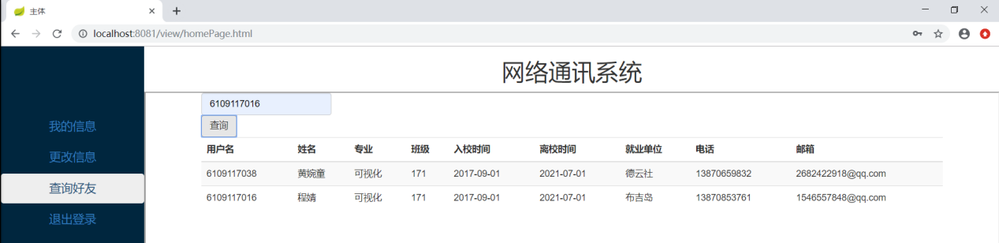 主体
localhost:8081/view/homePage.html
网络通讯系统
我的信息
更改信息
查询好友
退出登录
6109117016
查询
用户名 姓名 专业 班级 入校时间 离校时间 就业单位 电话 邮箱
6109117038 黄婉童 可视化 171 2017-09-01 2021-07-01 德云社 13870659832 2682422918@qq.com
6109117016 程婧 可视化 171 2017-09-01 2021-07-01 布吉岛 13870853761 1546557848@qq.com